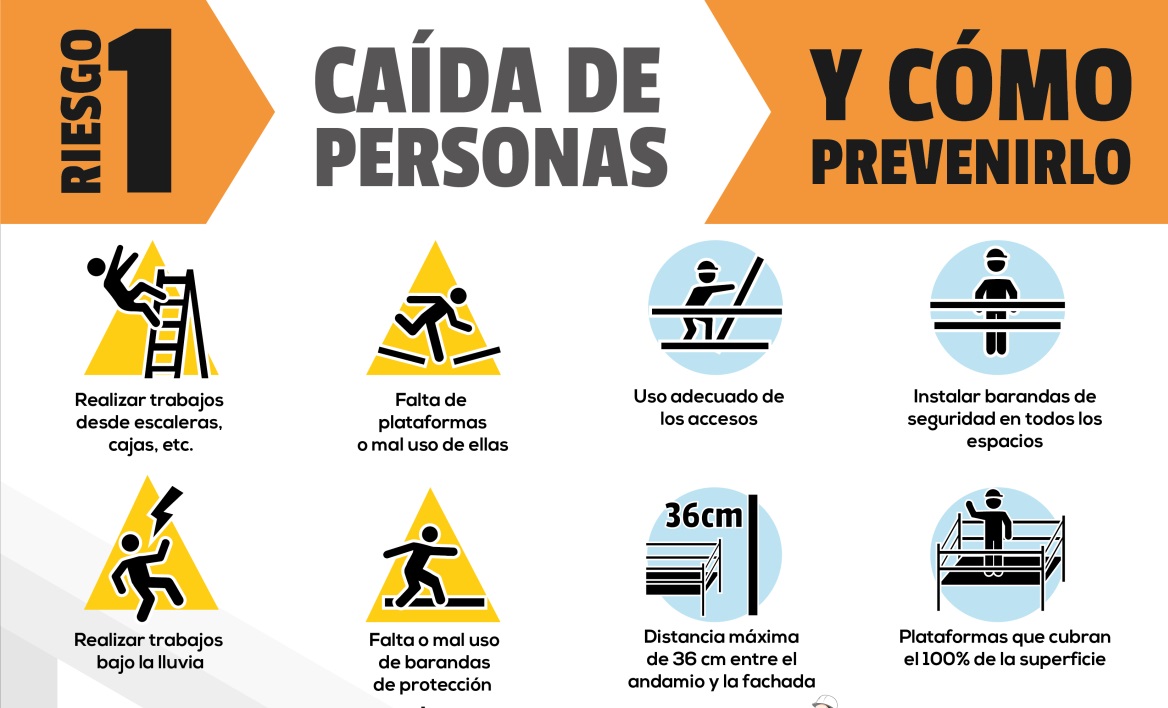 RIESGO
1
CAÍDA DE
PERSONAS
Y CÓMO
PREVENIRLO
Realizar trabajos
desde escaleras,
cajas, etc.
Falta de
plataformas
o mal uso de ellas
Uso adecuado de
los accesos
Instalar barandas de
seguridad en todos los
espacios
Realizar trabajos
bajo la lluvia
Falta o mal uso
de barandas
de protección
36cm
Distancia máxima
de 36 cm entre el
andamio y la fachada
Plataformas que cubran
el 100% de la superficie